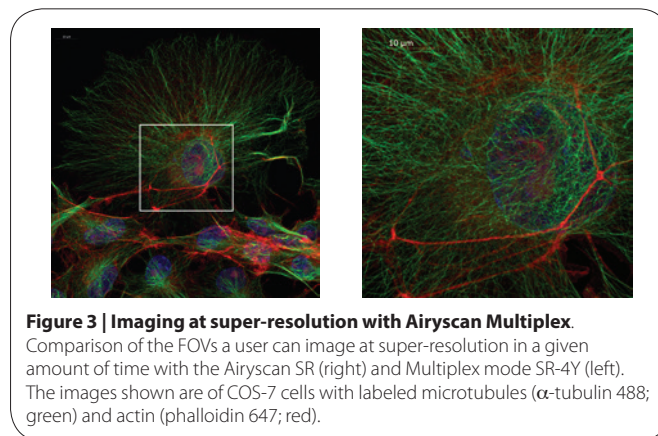 10 µm
Figure 3 | Imaging at super-resolution with Airyscan Multiplex.
Comparison of the FOVs a user can image at super-resolution in a given
amount of time with the Airyscan SR (right) and Multiplex mode SR-4Y (left).
The images shown are of COS-7 cells with labeled microtubules (α-tubulin 488;
green) and actin (phalloidin 647; red).